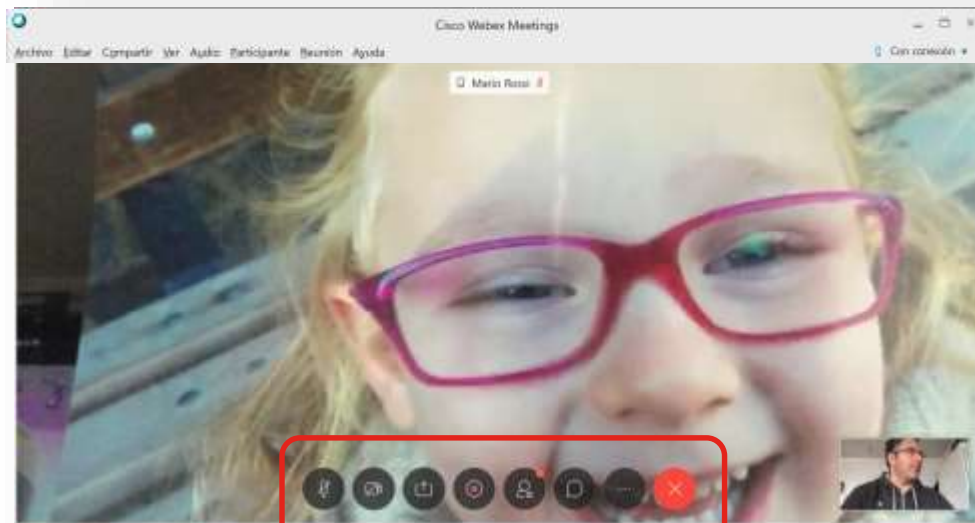 Cisco Webex Meetings
Archivo Editar Compartir Ver Audio Participante Reunión Ayuda
Con conexión
Mario Rossi